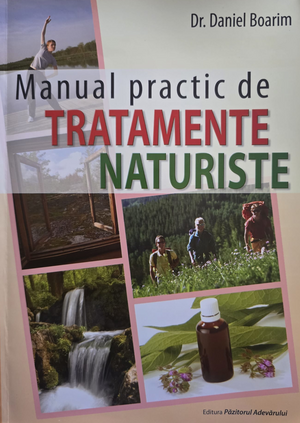 Dr. Daniel Boarim
Manual practic de
TRATAMENTE
NATURISTE
Editura Păzitorul Adevărului